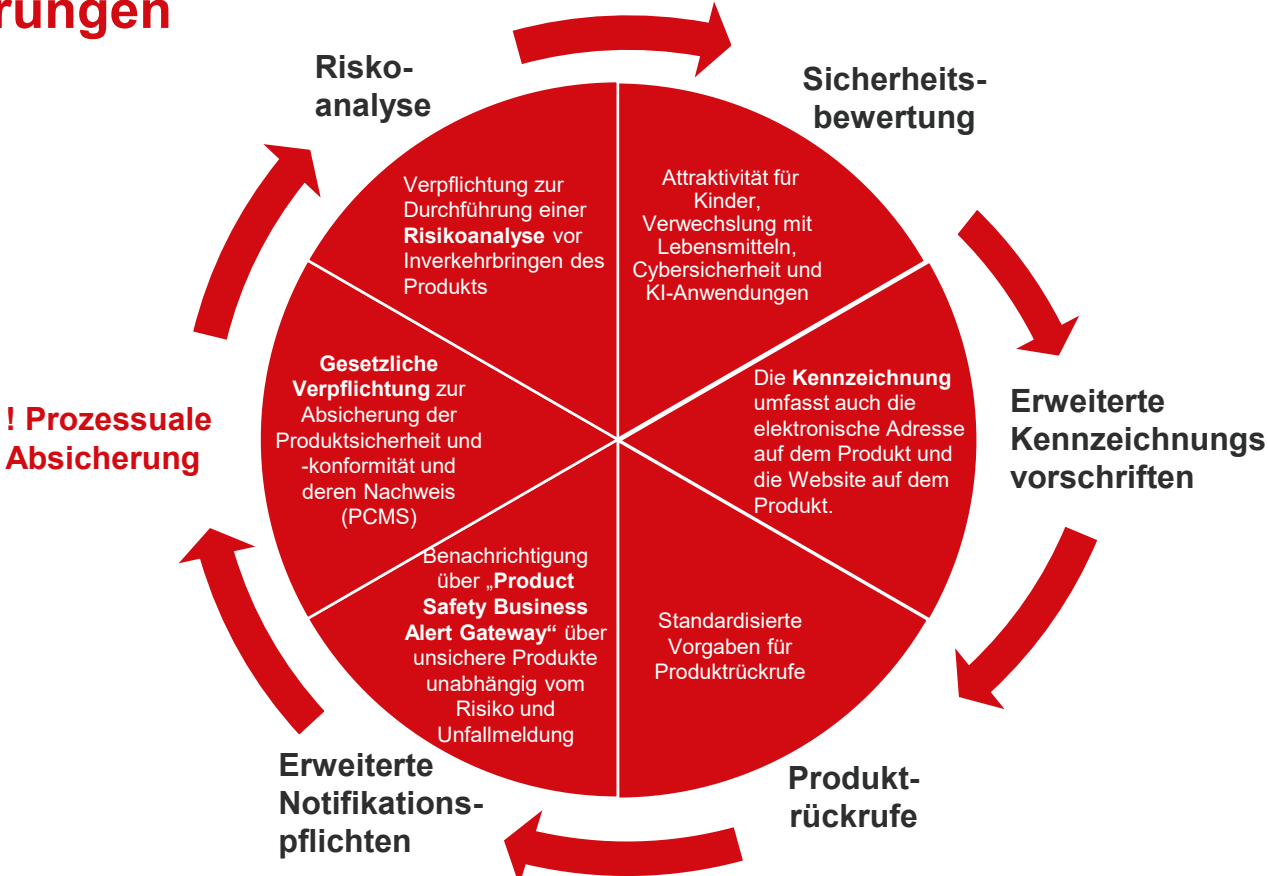 rungen
Risko-
analyse
Sicherheits-
bewertung
Verpflichtung zur
Durchführung einer
Risikoanalyse vor
Inverkehrbringen des
Produkts
Attraktivität für
Kinder,
Verwechslung mit
Lebensmitteln,
Cybersicherheit und
KI-Anwendungen
Gesetzliche
Verpflichtung zur
Absicherung der
Produktsicherheit und
-konformität und
deren Nachweis
(PCMS)
Die Kennzeichnung
umfasst auch die
elektronische Adresse
auf dem Produkt und
die Website auf dem
Produkt.
! Prozessuale
Absicherung
Erweiterte
Kennzeichnungs
vorschriften
Benachrichtigung
über „Product
Safety Business
Alert Gateway“ über
unsichere Produkte
unabhängig vom
Risiko und
Unfallmeldung
Standardisierte
Vorgaben für
Produktrückrufe
Erweiterte
Notifikations-
pflichten
Produkt-
rückrufe